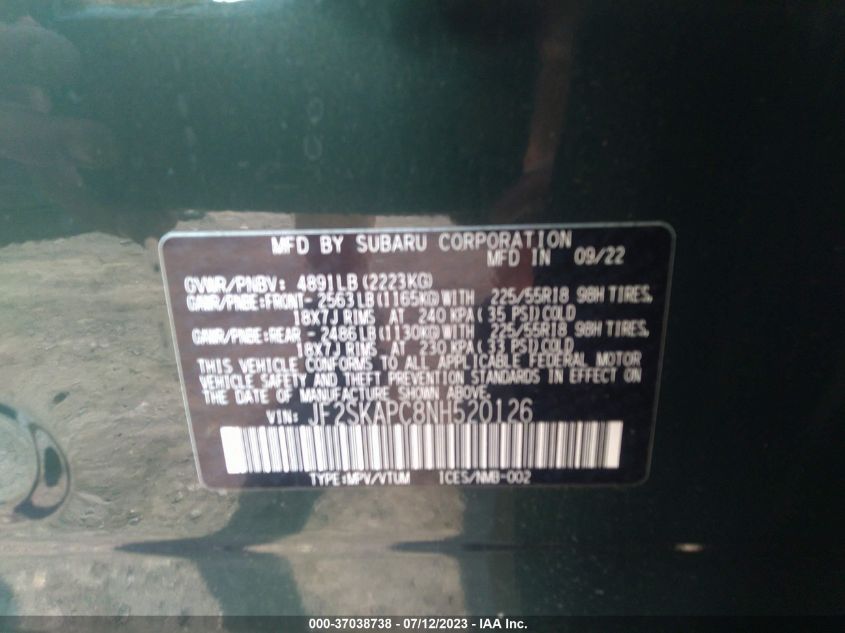 MFD BY SUBARU CORPORATION
MFD IN 09/22
GVWR/PNBV: 4891LB(2223KG)
GAWR/PNBE:FRONT- 2563LB(1165KG)WITH 225/55R18 98H TIRES,
18X7J RIMS AT 240 KPA(35 PSI)COLD
GAWR/PNBE:REAR - 2486LB(1130KG)WITH 225/55R18 98H TIRES,
18X7J RIMS AT 230 KPA(33 PSI)COLD
THIS VEHICLE CONFORMS TO ALL APPLICABLE FEDERAL MOTOR
VEHICLE SAFETY AND THEFT PREVENTION STANDARDS IN EFFECT ON
THE DATE OF MANUFACTURE SHOWN ABOVE.
VIN: JF2SKAPC8NH520126
TYPE:MPV/VTUM ICES/NMB-002
000-37038738 - 07/12/2023 - IAA Inc.